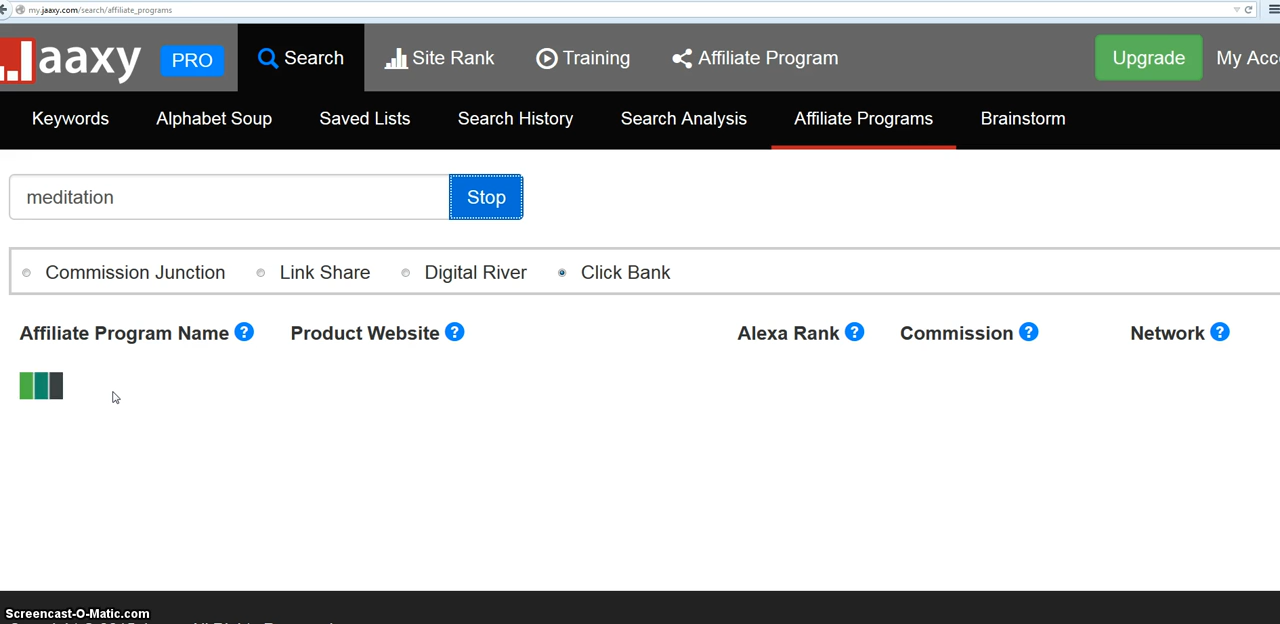 my.jaaxy.com/search/affiliate_programs
Jaaxy PRO Search Site Rank Training Affiliate Program Upgrade My Acc
Keywords Alphabet Soup Saved Lists Search History Search Analysis Affiliate Programs Brainstorm
meditation Stop
Commission Junction Link Share Digital River Click Bank
Affiliate Program Name ? Product Website ? Alexa Rank ? Commission ? Network ?
Screencast-O-Matic.com